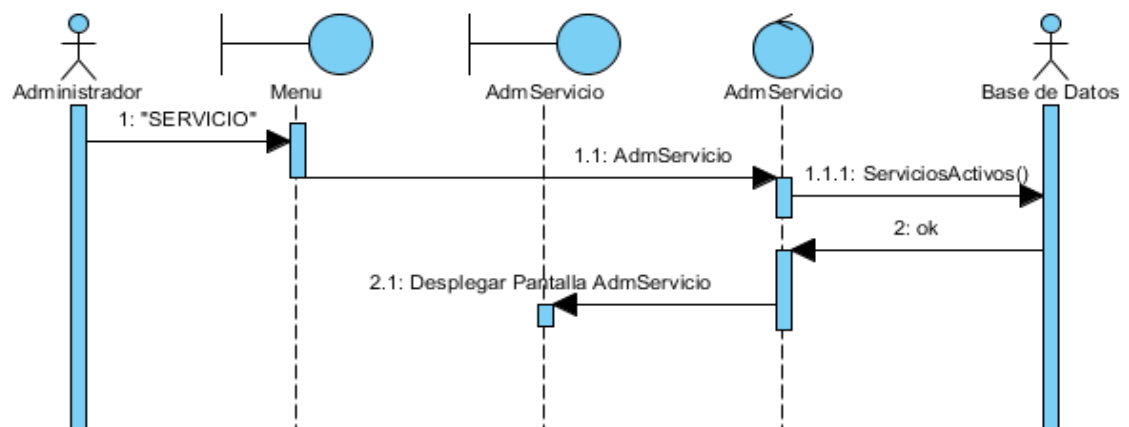 Administrador
Menu
AdmServicio
AdmServicio
Base de Datos
1: "SERVICIO"
1.1: AdmServicio
1.1.1: ServiciosActivos()
2: ok
2.1: Desplegar Pantalla AdmServicio